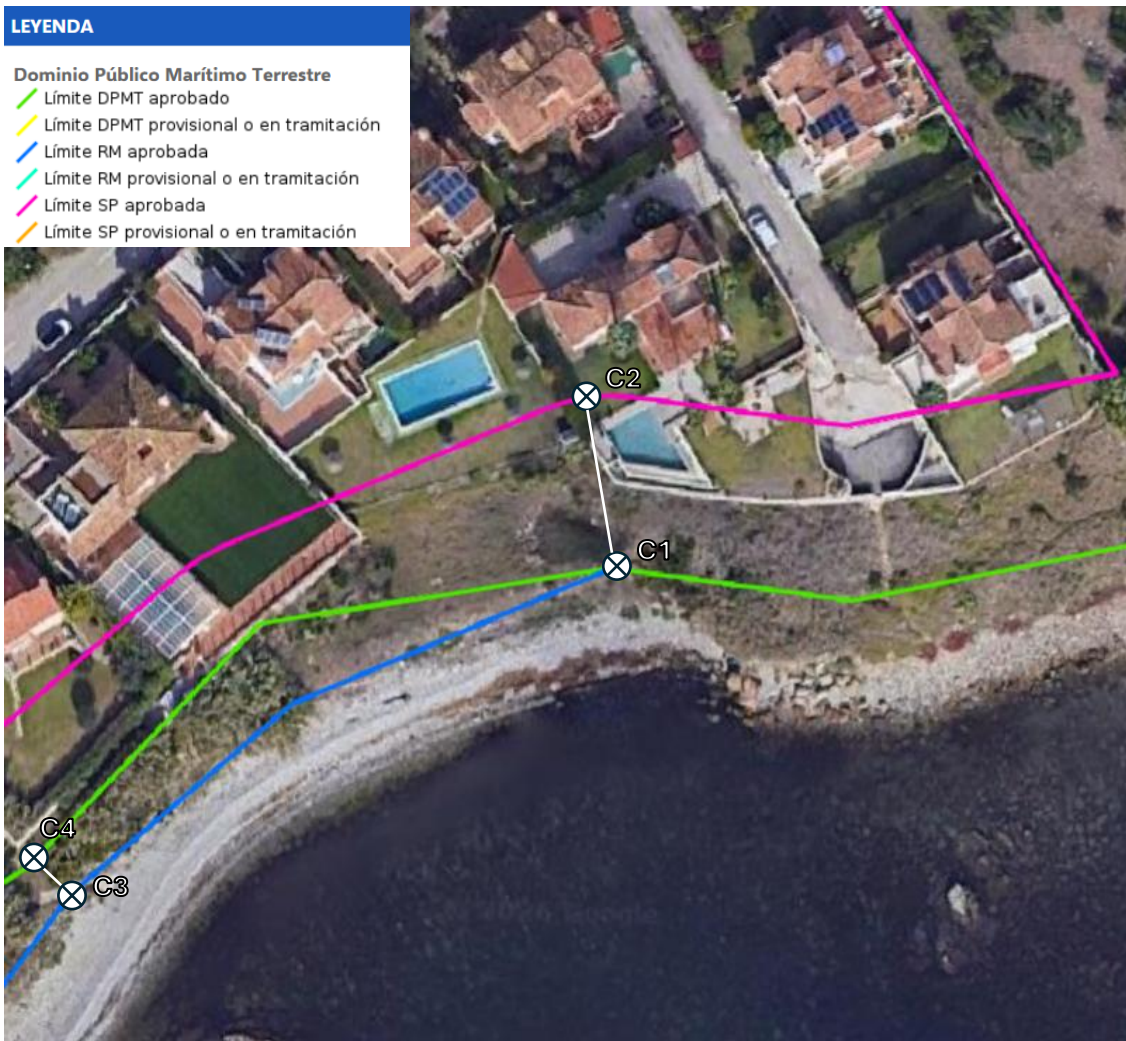 LEYENDA
Dominio Público Marítimo Terrestre
Límite DPMT aprobado
Límite DPMT provisional o en tramitación
Límite RM aprobada
Límite RM provisional o en tramitación
Límite SP aprobada
Límite SP provisional o en tramitación
C2
C1
C4
C3